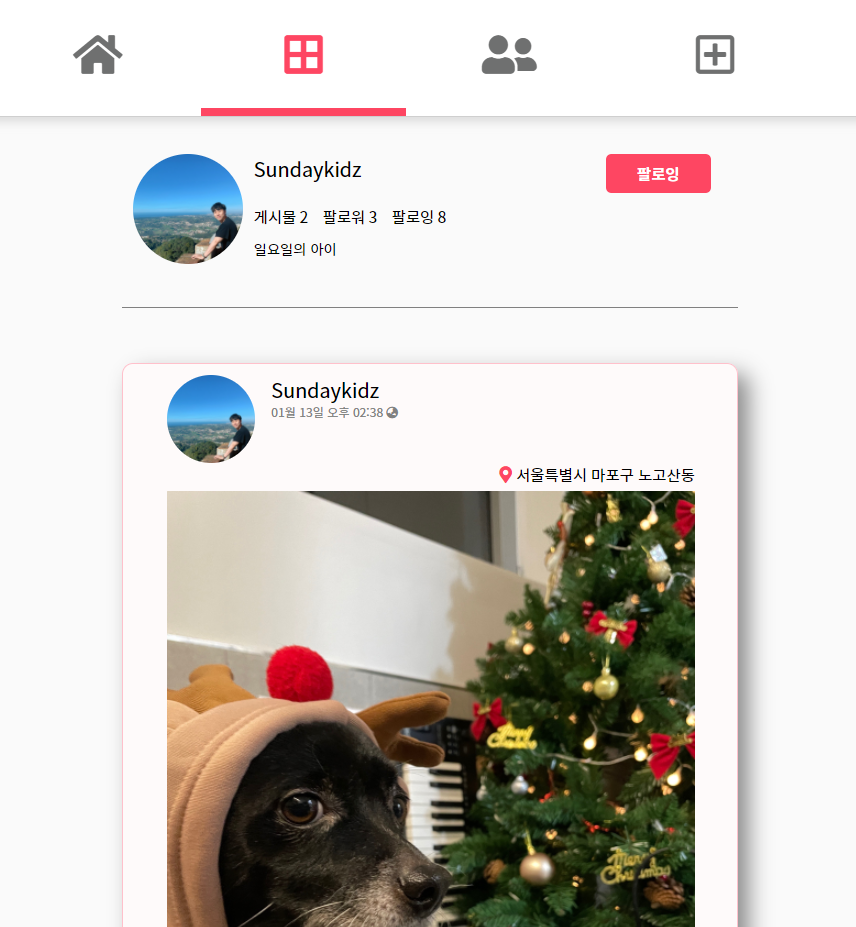 Sundaykidz
팔로잉
게시물 2 팔로워 3 팔로잉 8
일요일의 아이
Sundaykidz
01월 13일 오후 02:38
서울특별시 마포구 노고산동
Merry
Christmas